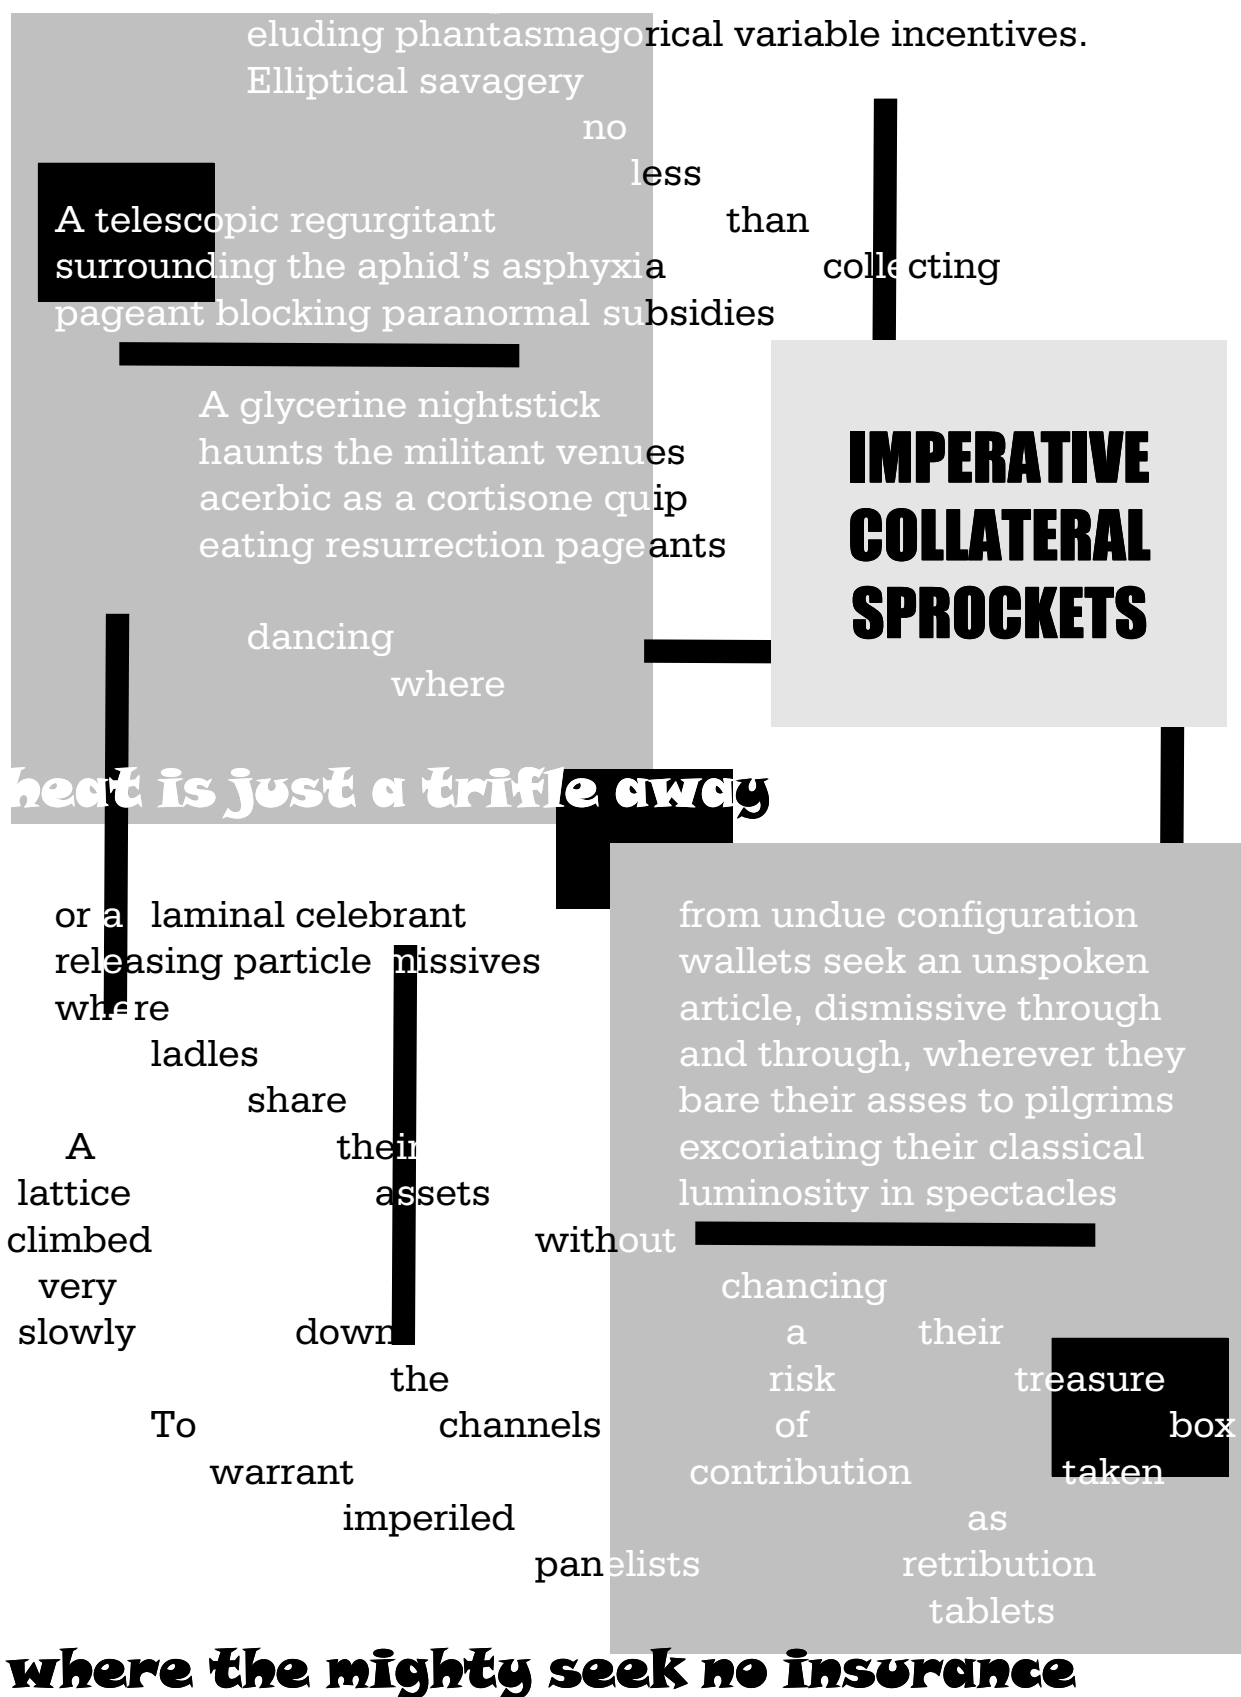 eluding phantasmagorical variable incentives.
Elliptical savagery
no
less
than
collecting
A telescopic regurgitant
surrounding the aphid's asphyxia
pageant blocking paranormal subsidies
A glycerine nightstick
haunts the militant venues
acerbic as a cortisone quip
eating resurrection pageants
dancing
where
IMPERATIVE
COLLATERAL
SPROCKETS
heat is just a trifle away
or a laminal celebrant
releasing particle missives
where
ladles
share
their
assets
without
chancing
a
risk
of
contribution
A
lattice
climbed
very
slowly
down
the
channels
To
warrant
imperiled
panelists
from undue configuration
wallets seek an unspoken
article, dismissive through
and through, wherever they
bare their asses to pilgrims
excoriating their classical
luminosity in spectacles
their
treasure
box
taken
as
retribution
tablets
where the mighty seek no insurance